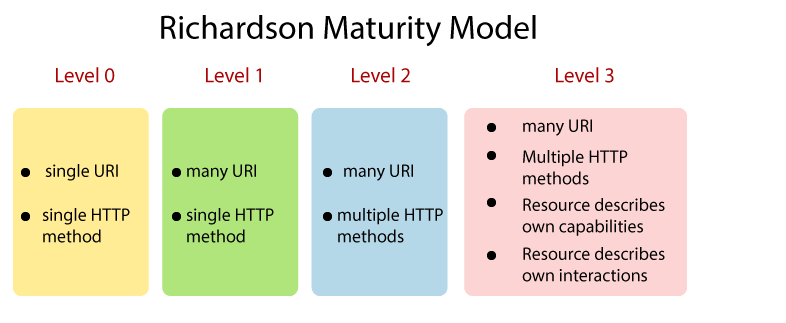 Richardson Maturity Model
Level 0
Level 1
Level 2
Level 3
● single URI
● single HTTP
method
● many URI
● single HTTP
method
● many URI
● multiple HTTP
methods
● many URI
● Multiple HTTP
methods
● Resource describes
own capabilities
● Resource describes
own interactions